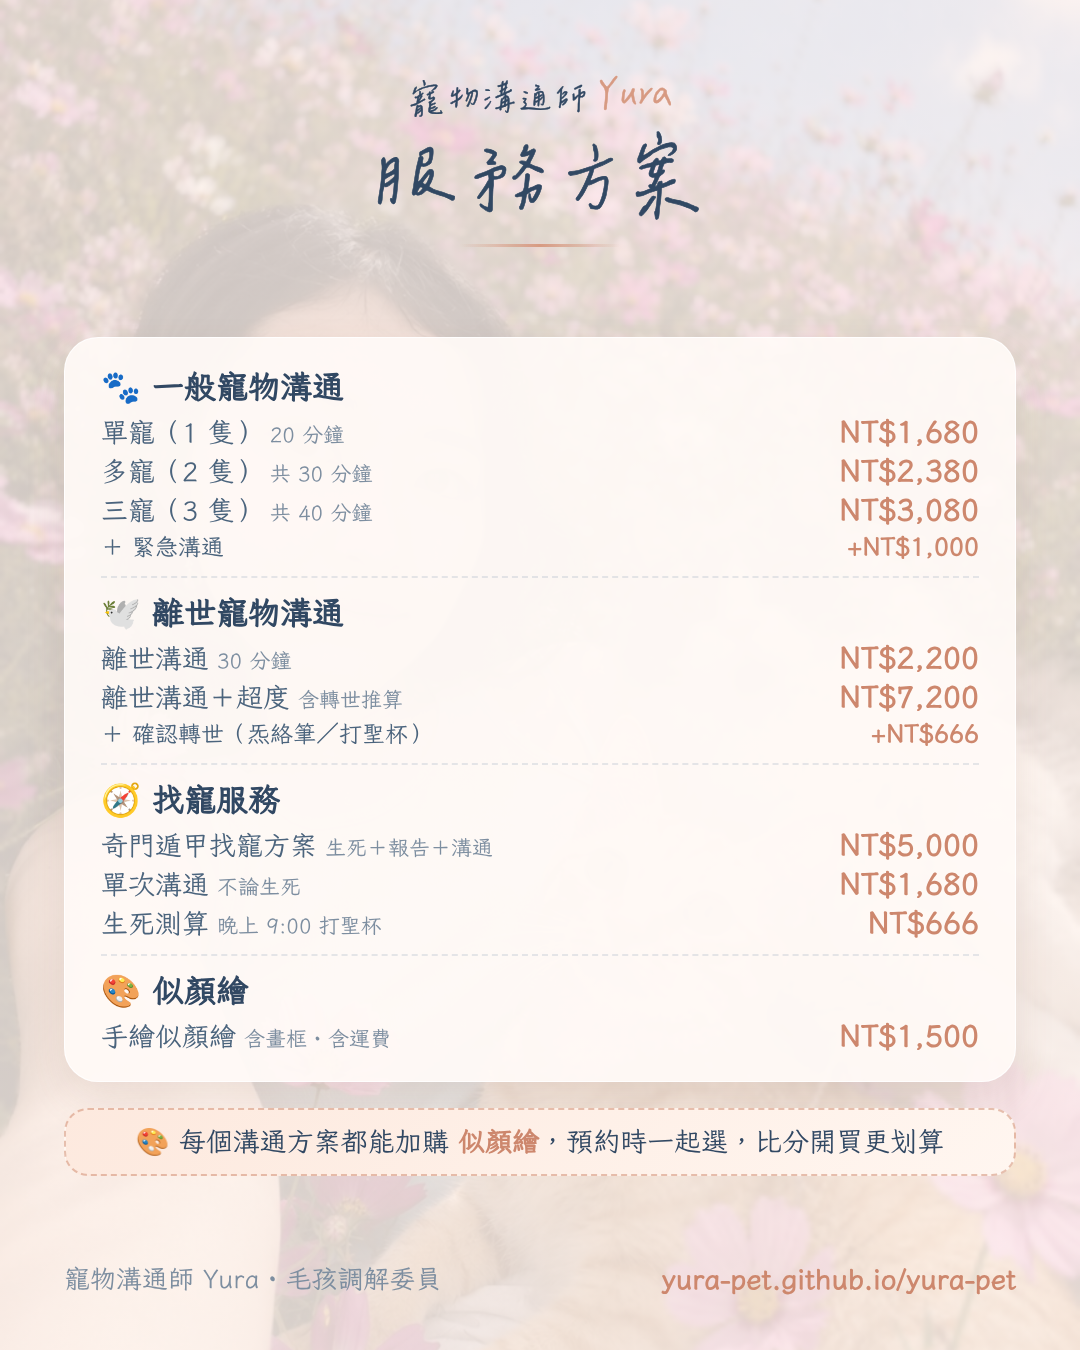 寵物溝通師 Yura
服務方案
🐾 一般寵物溝通
單寵（1 隻） 20 分鐘 NT$1,680
多寵（2 隻） 共 30 分鐘 NT$2,380
三寵（3 隻） 共 40 分鐘 NT$3,080
＋ 緊急溝通 +NT$1,000
🕊️ 離世寵物溝通
離世溝通 30 分鐘 NT$2,200
離世溝通＋超度 含轉世推算 NT$7,200
＋ 確認轉世（炁絡筆／打聖杯） +NT$666
🧭 找寵服務
奇門遁甲找寵方案 生死＋報告＋溝通 NT$5,000
單次溝通 不論生死 NT$1,680
生死測算 晚上 9:00 打聖杯 NT$666
🎨 似顏繪
手繪似顏繪 含畫框・含運費 NT$1,500
🎨 每個溝通方案都能加購 似顏繪，預約時一起選，比分開買更划算
寵物溝通師 Yura・毛孩調解委員 yura-pet.github.io/yura-pet